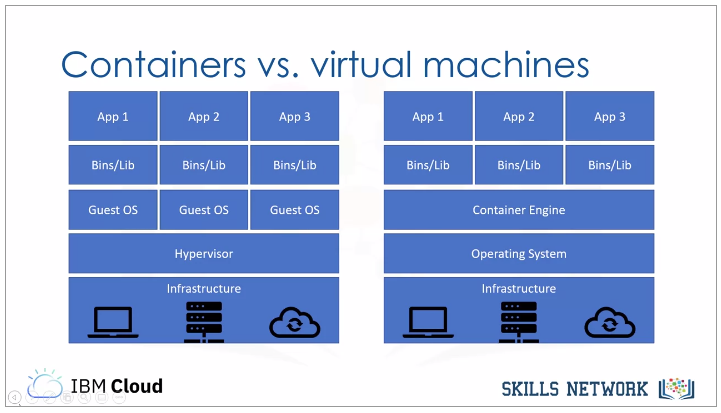 Containers vs. virtual machines
App 1 App 2 App 3
Bins/Lib Bins/Lib Bins/Lib
Guest OS Guest OS Guest OS
Hypervisor
Infrastructure
App 1 App 2 App 3
Bins/Lib Bins/Lib Bins/Lib
Container Engine
Operating System
Infrastructure
IBM Cloud
SKILLS NETWORK